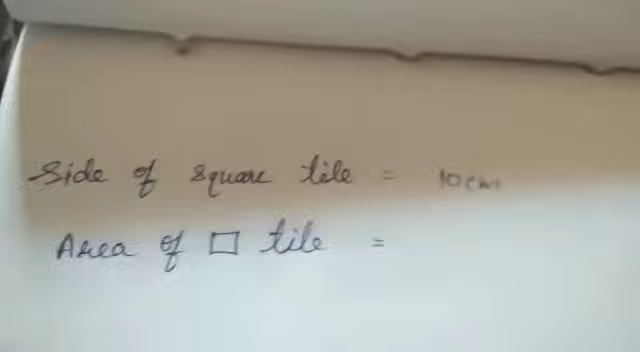 Side of square tile = 10cm
Area of □ tile =